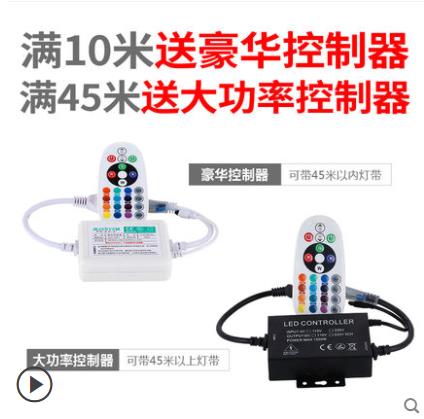 满10米送豪华控制器
满45米送大功率控制器
豪华控制器
可带45米以内灯带
W
W
LED CONTROLLER
大功率控制器
可带45米以上灯带